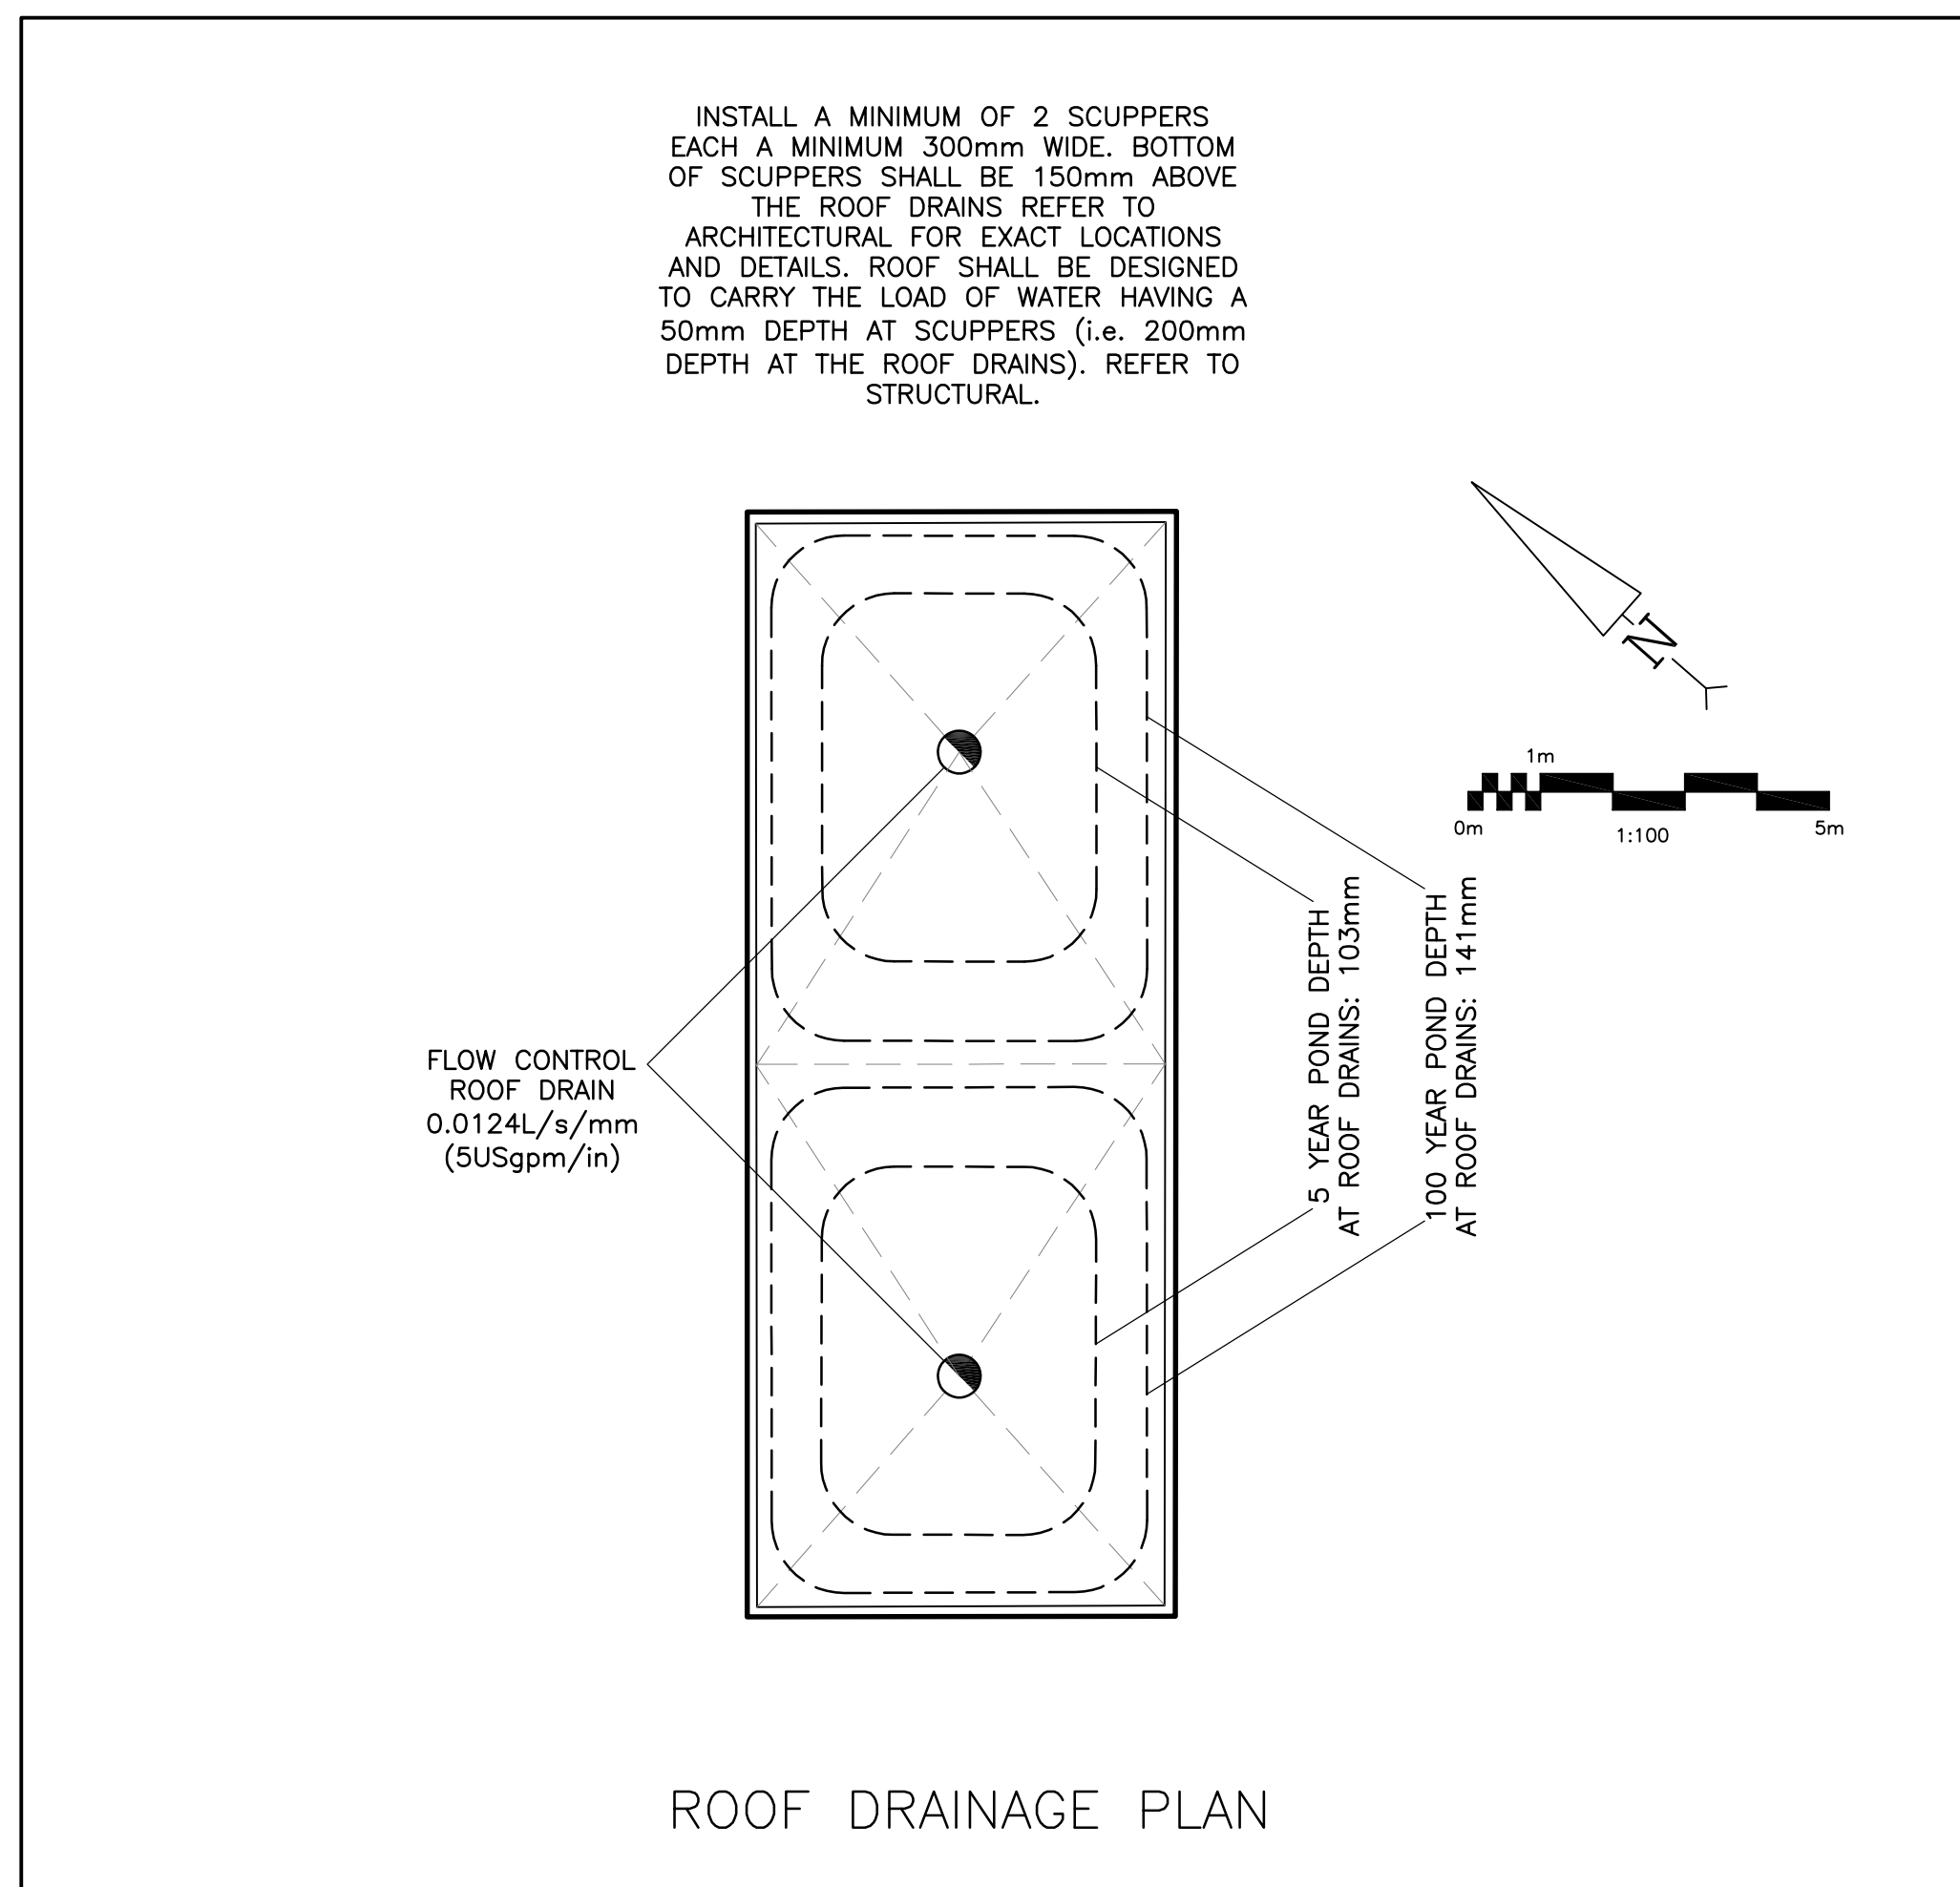 INSTALL A MINIMUM OF 2 SCUPPERS
EACH A MINIMUM 300mm WIDE. BOTTOM
OF SCUPPERS SHALL BE 150mm ABOVE
THE ROOF DRAINS REFER TO
ARCHITECTURAL FOR EXACT LOCATIONS
AND DETAILS. ROOF SHALL BE DESIGNED
TO CARRY THE LOAD OF WATER HAVING A
50mm DEPTH AT SCUPPERS (i.e. 200mm
DEPTH AT THE ROOF DRAINS). REFER TO
STRUCTURAL.
N
1m
0m
5m
1:100
5 YEAR POND DEPTH
AT ROOF DRAINS: 103mm
100 YEAR POND DEPTH
AT ROOF DRAINS: 141mm
FLOW CONTROL
ROOF DRAIN
0.0124L/s/mm
(5USgpm/in)
ROOF DRAINAGE PLAN